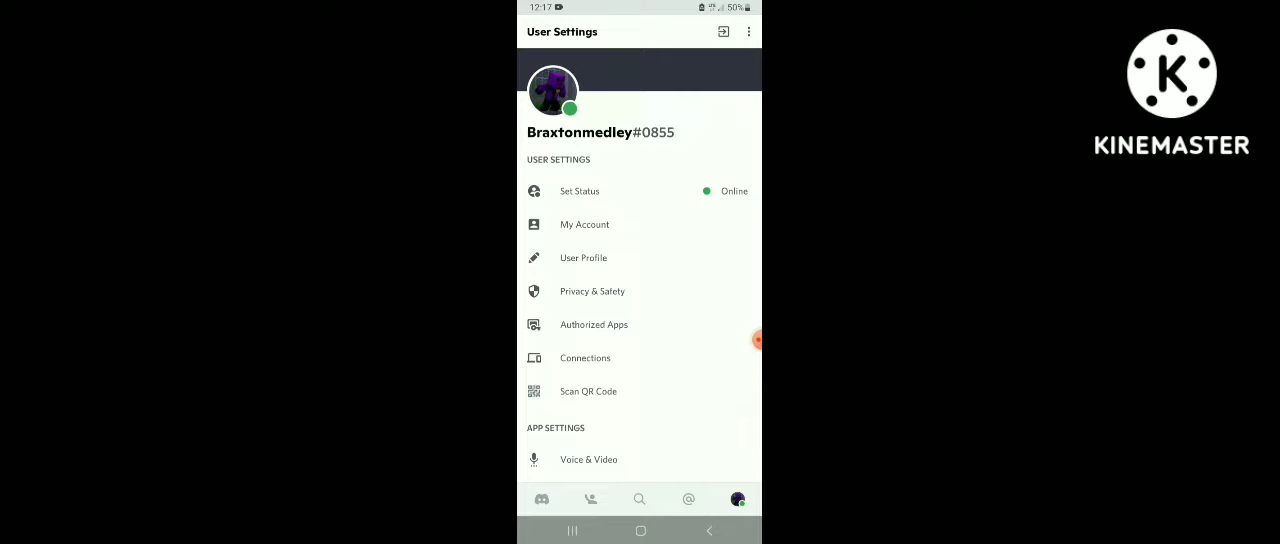 12:17
50%
User Settings
Braxtonmedley#0855
USER SETTINGS
Set Status
Online
My Account
User Profile
Privacy & Safety
Authorized Apps
Connections
Scan QR Code
APP SETTINGS
Voice & Video
K
KINEMASTER